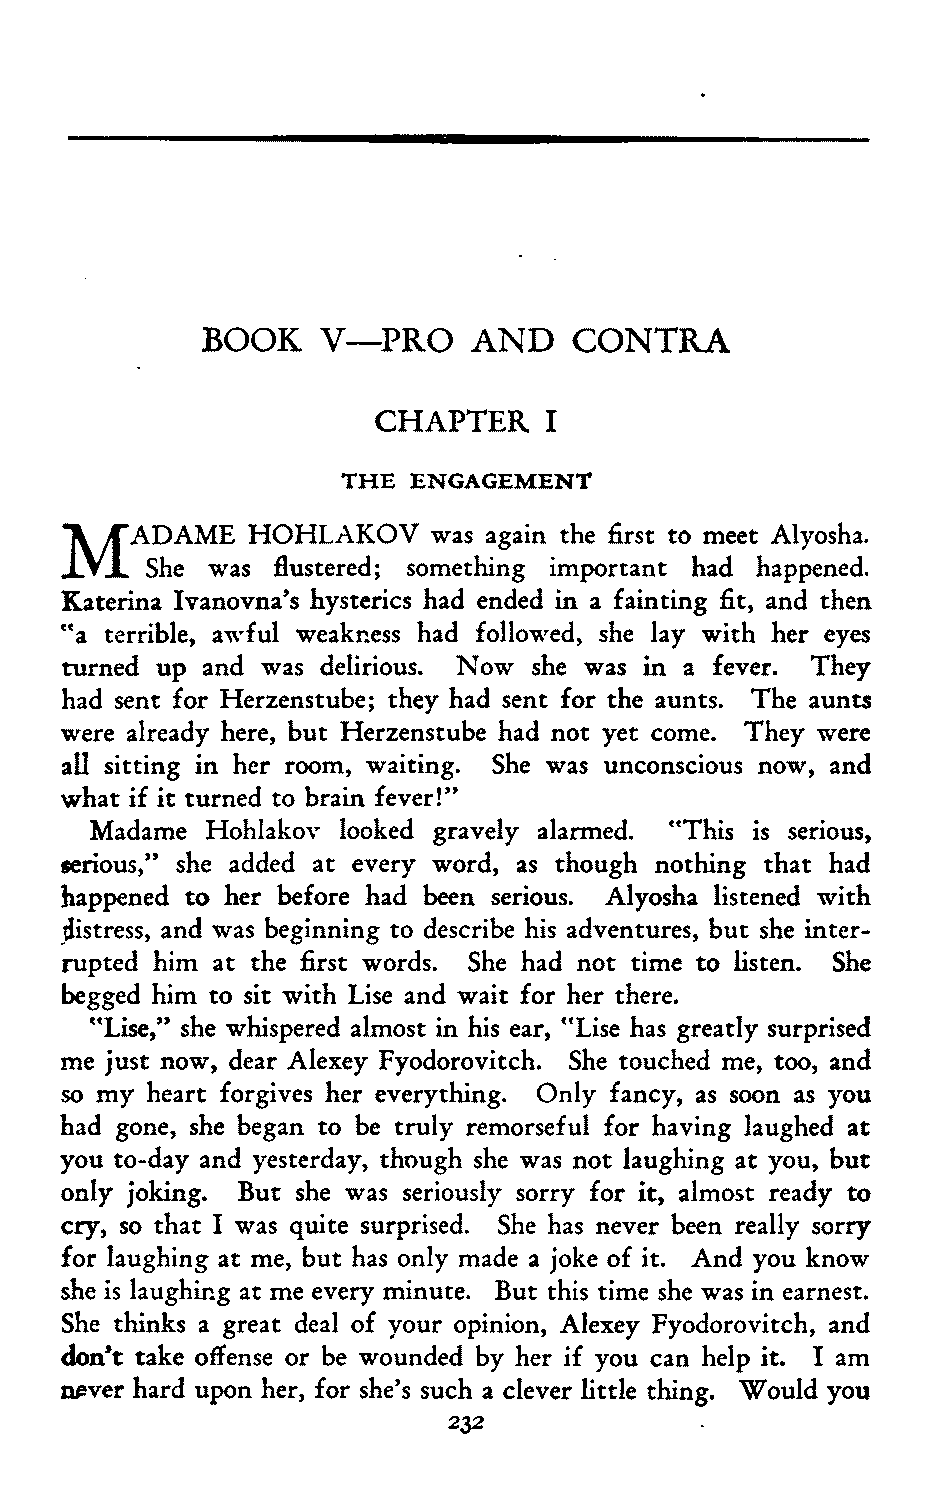 BOOK V—PRO AND CONTRA
CHAPTER I
THE ENGAGEMENT
MADAME HOHLAKOV was again the first to meet Alyosha.
She was flustered; something important had happened.
Katerina Ivanovna's hysterics had ended in a fainting fit, and then
"a terrible, awful weakness had followed, she lay with her eyes
turned up and was delirious. Now she was in a fever. They
had sent for Herzenstube; they had sent for the aunts. The aunts
were already here, but Herzenstube had not yet come. They were
all sitting in her room, waiting. She was unconscious now, and
what if it turned to brain fever!"
Madame Hohlakov looked gravely alarmed. "This is serious,
serious," she added at every word, as though nothing that had
happened to her before had been serious. Alyosha listened with
distress, and was beginning to describe his adventures, but she inter-
rupted him at the first words. She had not time to listen. She
begged him to sit with Lise and wait for her there.
"Lise," she whispered almost in his ear, "Lise has greatly surprised
me just now, dear Alexey Fyodorovitch. She touched me, too, and
so my heart forgives her everything. Only fancy, as soon as you
had gone, she began to be truly remorseful for having laughed at
you to-day and yesterday, though she was not laughing at you, but
only joking. But she was seriously sorry for it, almost ready to
cry, so that I was quite surprised. She has never been really sorry
for laughing at me, but has only made a joke of it. And you know
she is laughing at me every minute. But this time she was in earnest.
She thinks a great deal of your opinion, Alexey Fyodorovitch, and
don't take offense or be wounded by her if you can help it. I am
never hard upon her, for she's such a clever little thing. Would you
232